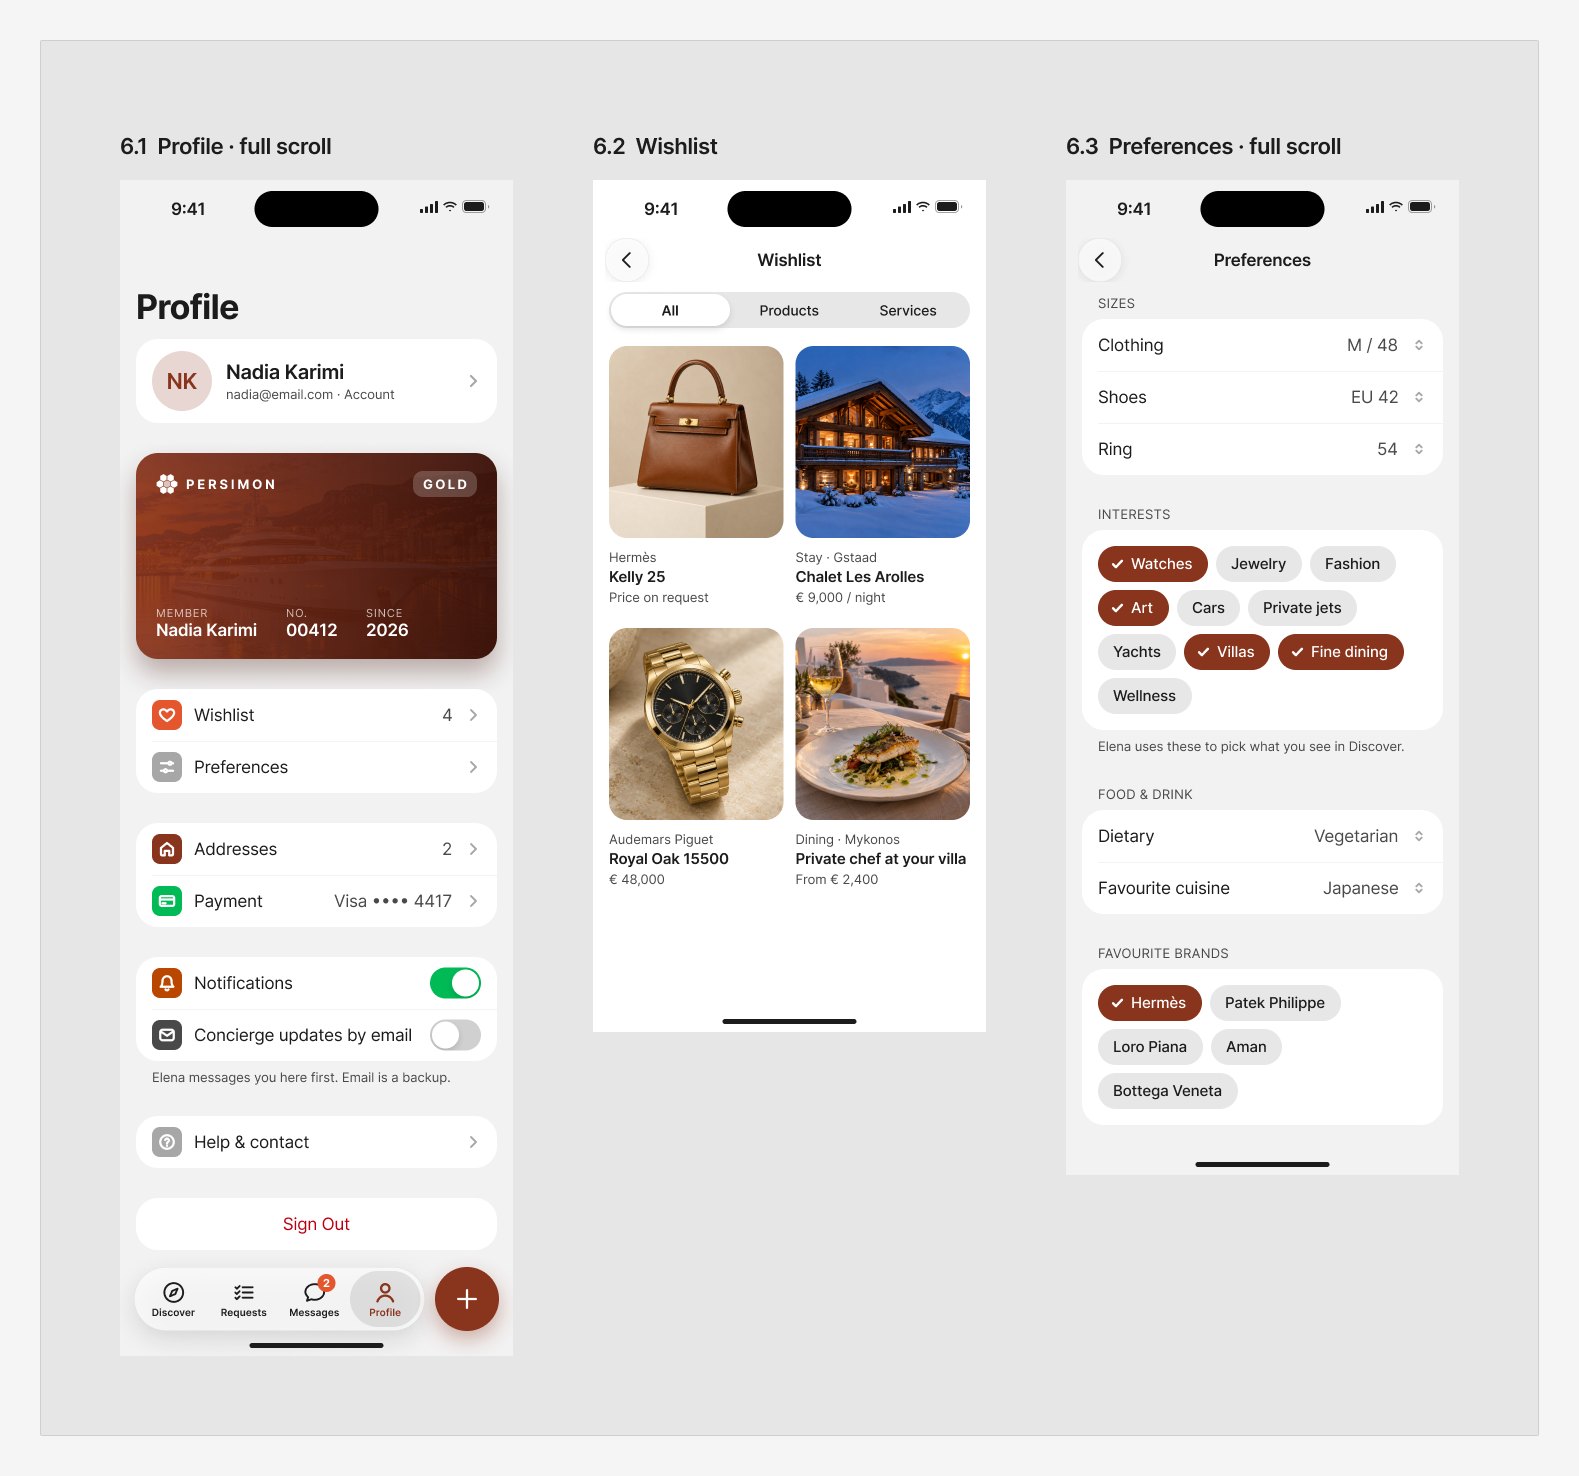 6.1 Profile · full scroll
9:41
Profile
NK
Nadia Karimi
nadia@email.com · Account
PERSIMON
GOLD
MEMBER
Nadia Karimi
NO.
00412
SINCE
2026
Wishlist
4
Preferences
Addresses
2
Payment
Visa •••• 4417
Notifications
Concierge updates by email
Elena messages you here first. Email is a backup.
Help & contact
Sign Out
Discover
Requests
2
Messages
Profile
6.2 Wishlist
9:41
Wishlist
All
Products
Services
Hermès
Kelly 25
Price on request
Stay · Gstaad
Chalet Les Arolles
€ 9,000 / night
Audemars Piguet
Royal Oak 15500
€ 48,000
Dining · Mykonos
Private chef at your villa
From € 2,400
6.3 Preferences · full scroll
9:41
Preferences
SIZES
Clothing
M / 48
Shoes
EU 42
Ring
54
INTERESTS
Watches
Jewelry
Fashion
Art
Cars
Private jets
Yachts
Villas
Fine dining
Wellness
Elena uses these to pick what you see in Discover.
FOOD & DRINK
Dietary
Vegetarian
Favourite cuisine
Japanese
FAVOURITE BRANDS
Hermès
Patek Philippe
Loro Piana
Aman
Bottega Veneta